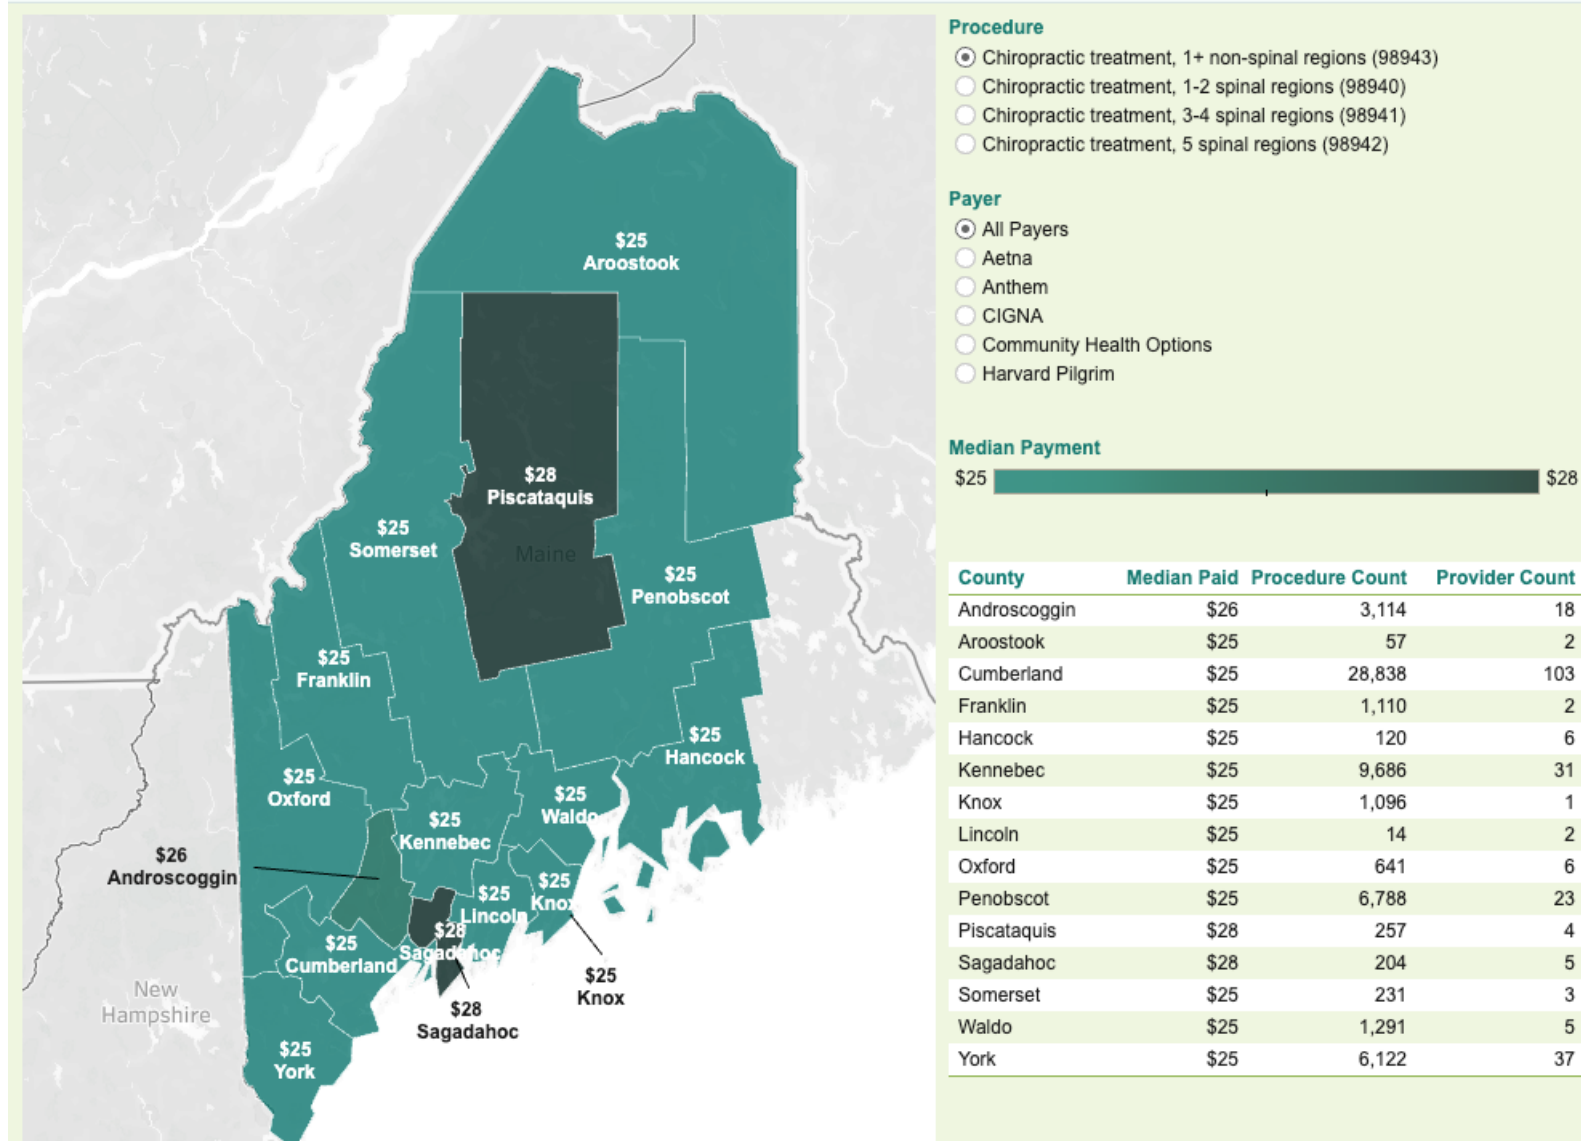 $25
Aroostook
$28
Piscataquis
Maine
$25
Somerset
$25
Penobscot
$25
Franklin
$25
Hancock
$25
Oxford
$25
Waldo
$25
Kennebec
$26
Androscoggin
$25
Knox
$25
Lincoln
$28
Sagadahoc
$25
Cumberland
$25
Knox
$28
Sagadahoc
New
Hampshire
$25
York
Procedure
Chiropractic treatment, 1+ non-spinal regions (98943)
Chiropractic treatment, 1-2 spinal regions (98940)
Chiropractic treatment, 3-4 spinal regions (98941)
Chiropractic treatment, 5 spinal regions (98942)
Payer
All Payers
Aetna
Anthem
CIGNA
Community Health Options
Harvard Pilgrim
Median Payment
$25 $28
County Median Paid Procedure Count Provider Count
Androscoggin $26 3,114 18
Aroostook $25 57 2
Cumberland $25 28,838 103
Franklin $25 1,110 2
Hancock $25 120 6
Kennebec $25 9,686 31
Knox $25 1,096 1
Lincoln $25 14 2
Oxford $25 641 6
Penobscot $25 6,788 23
Piscataquis $28 257 4
Sagadahoc $28 204 5
Somerset $25 231 3
Waldo $25 1,291 5
York $25 6,122 37